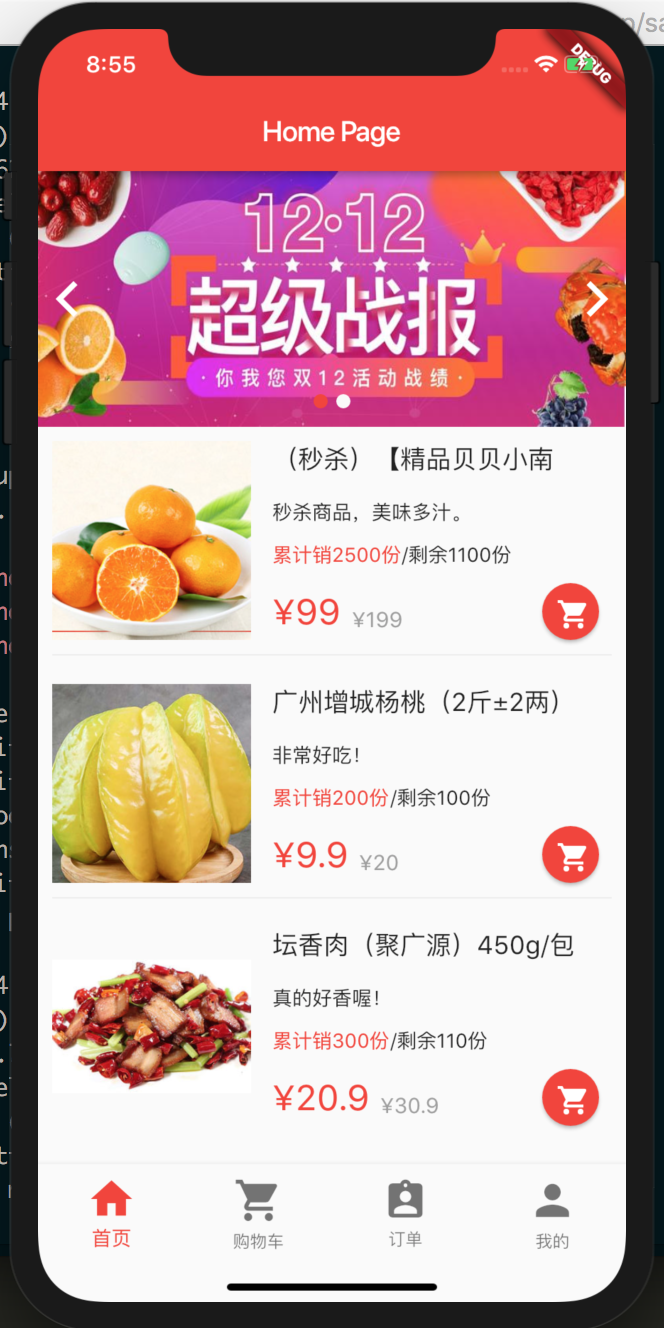 8:55
DEBUG
Home Page
12·12
超级战报
· 你我您双12活动战绩 ·
（秒杀）【精品贝贝小南
秒杀商品，美味多汁。
累计销2500份/剩余1100份
¥99 ¥199
广州增城杨桃（2斤±2两）
非常好吃！
累计销200份/剩余100份
¥9.9 ¥20
坛香肉（聚广源）450g/包
真的好香喔！
累计销300份/剩余110份
¥20.9 ¥30.9
首页 购物车 订单 我的